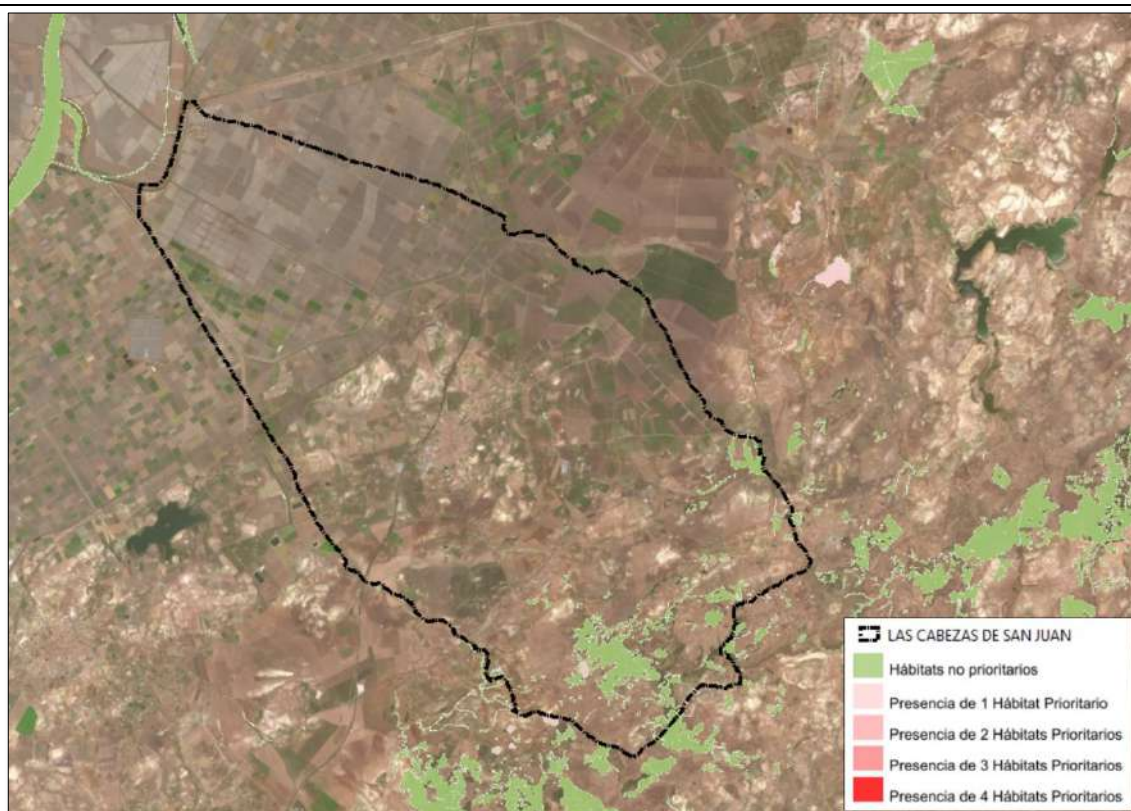 LAS CABEZAS DE SAN JUAN
Hábitats no prioritarios
Presencia de 1 Hábitat Prioritario
Presencia de 2 Hábitats Prioritarios
Presencia de 3 Hábitats Prioritarios
Presencia de 4 Hábitats Prioritarios